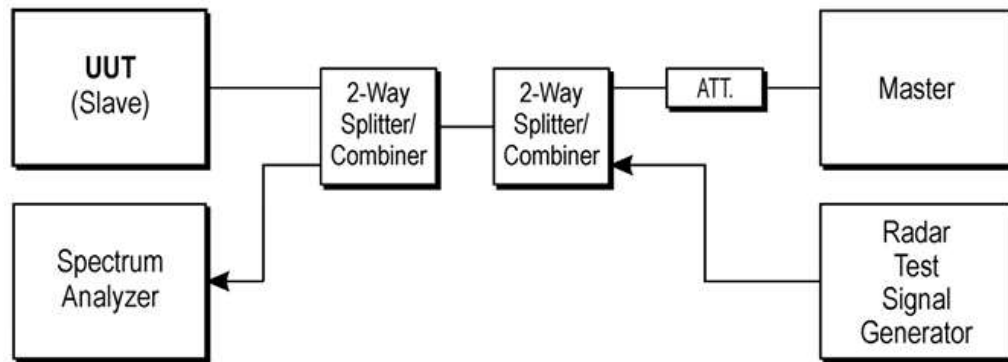 UUT
(Slave)
2-Way
Splitter/
Combiner
2-Way
Splitter/
Combiner
ATT.
Master
Spectrum
Analyzer
Radar
Test
Signal
Generator